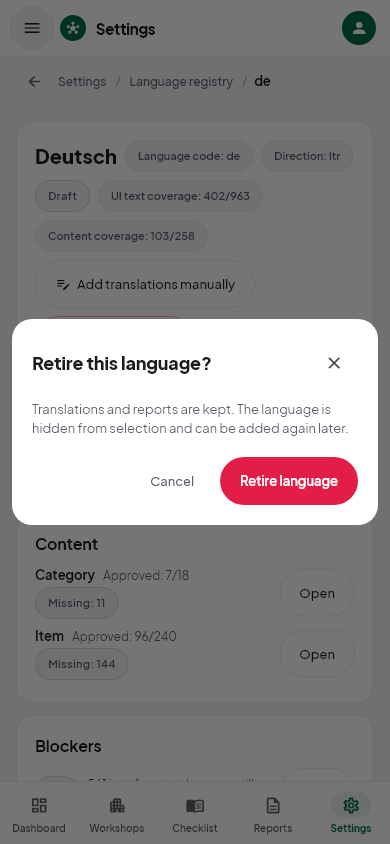 Settings
Settings / Language registry / de
Deutsch Language code: de Direction: ltr
Draft UI text coverage: 402/963
Content coverage: 103/258
Add translations manually
Retire this language?
Translations and reports are kept. The language is
hidden from selection and can be added again later.
Cancel Retire language
Content
Category Approved: 7/18
Missing: 11
Open
Item Approved: 96/240
Missing: 144
Open
Blockers
Dashboard Workshops Checklist Reports Settings